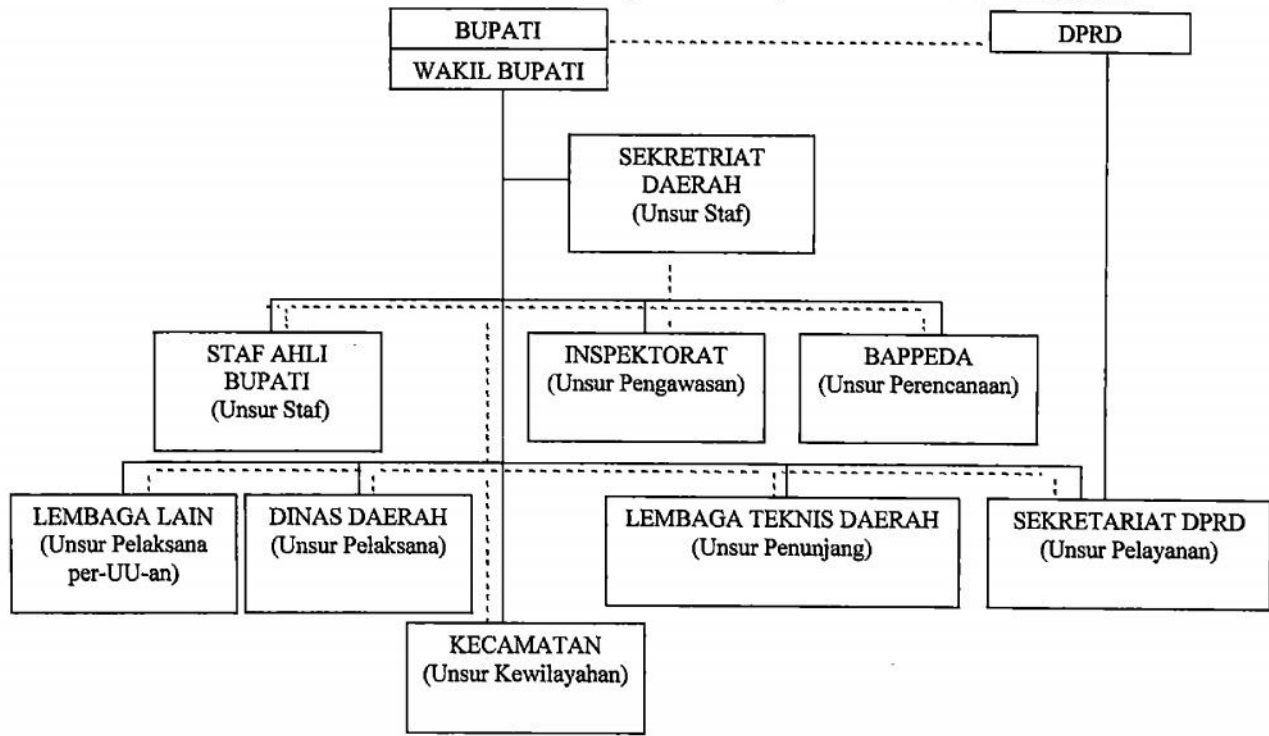 BUPATI
WAKIL BUPATI
DPRD
SEKRETRIAT
DAERAH
(Unsur Staf)
STAF AHLI
BUPATI
(Unsur Staf)
INSPEKTORAT
(Unsur Pengawasan)
BAPPEDA
(Unsur Perencanaan)
LEMBAGA LAIN
(Unsur Pelaksana
per-UU-an)
DINAS DAERAH
(Unsur Pelaksana)
LEMBAGA TEKNIS DAERAH
(Unsur Penunjang)
SEKRETARIAT DPRD
(Unsur Pelayanan)
KECAMATAN
(Unsur Kewilayahan)